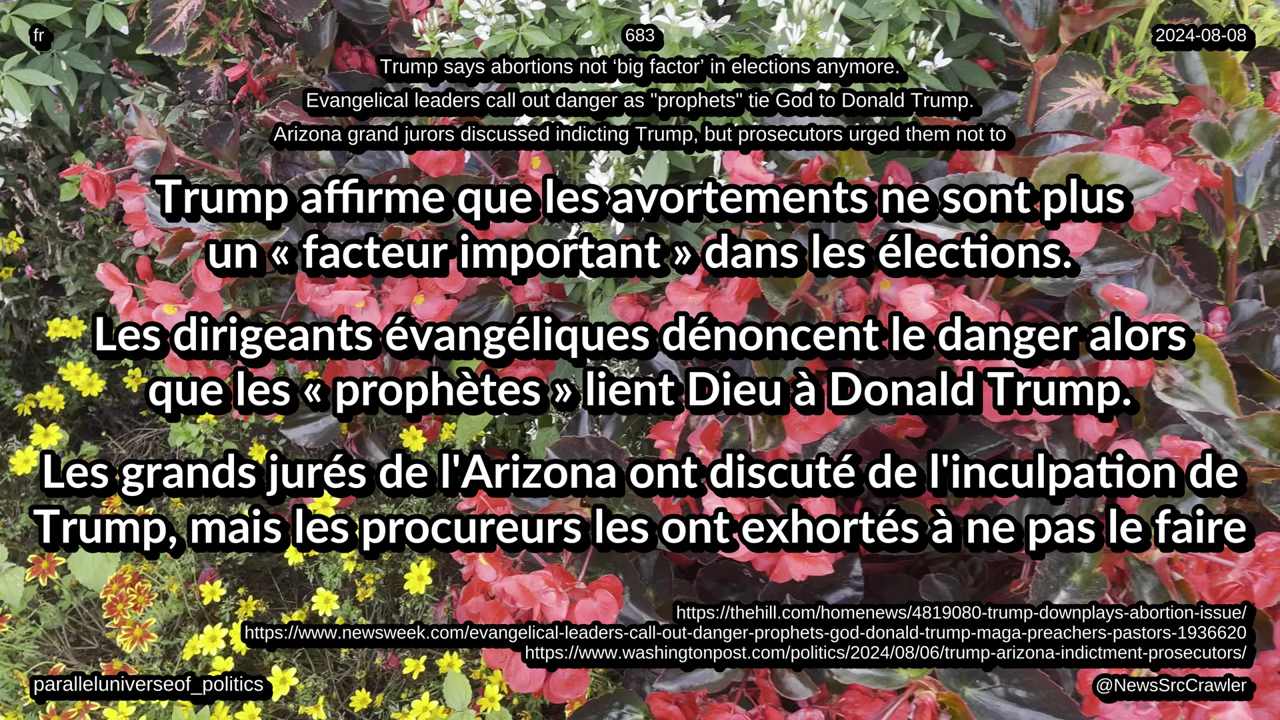 fr
683
2024-08-08
Trump says abortions not ‘big factor’ in elections anymore.
Evangelical leaders call out danger as "prophets" tie God to Donald Trump.
Arizona grand jurors discussed indicting Trump, but prosecutors urged them not to
Trump affirme que les avortements ne sont plus
un « facteur important » dans les élections.
Les dirigeants évangéliques dénoncent le danger alors
que les « prophètes » lient Dieu à Donald Trump.
Les grands jurés de l'Arizona ont discuté de l'inculpation de
Trump, mais les procureurs les ont exhortés à ne pas le faire
https://thehill.com/homenews/4819080-trump-downplays-abortion-issue/
https://www.newsweek.com/evangelical-leaders-call-out-danger-prophets-god-donald-trump-maga-preachers-pastors-1936620
https://www.washingtonpost.com/politics/2024/08/06/trump-arizona-indictment-prosecutors/
paralleluniverseof_politics
@NewsSrcCrawler